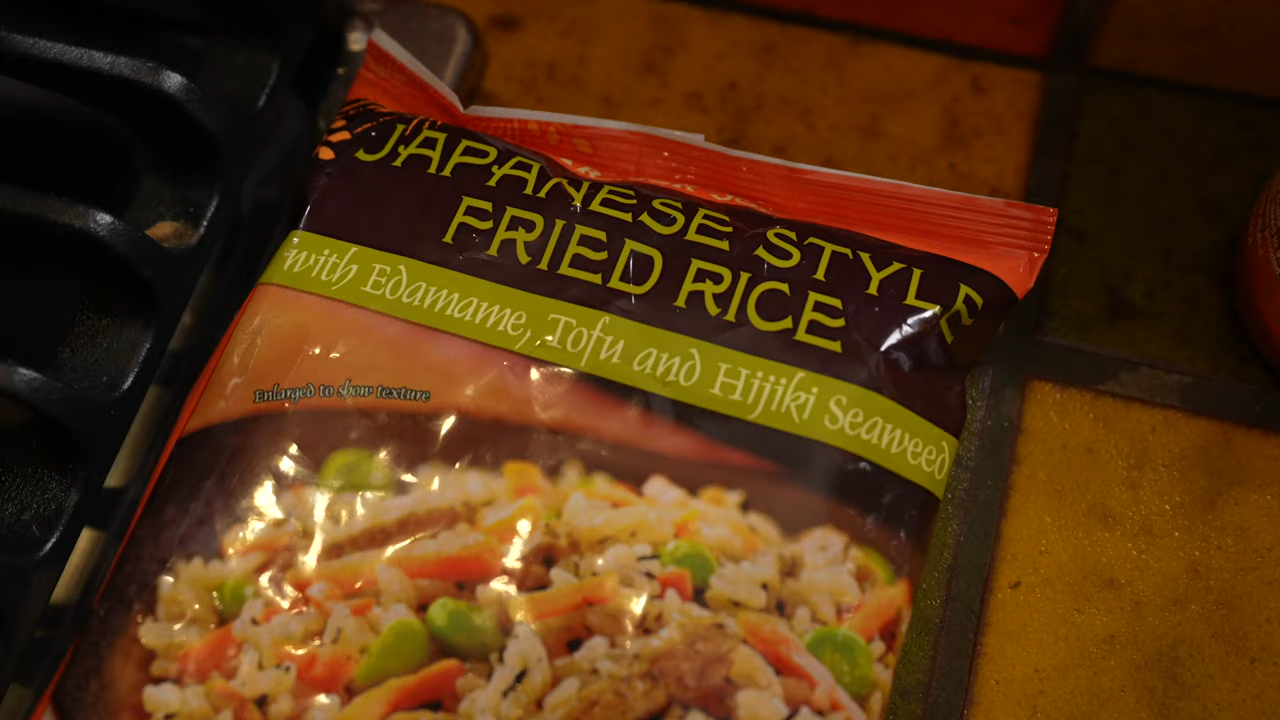 JAPANESE STYLE
FRIED RICE
with Edamame, Tofu and Hijiki Seaweed
Enlarged to show texture